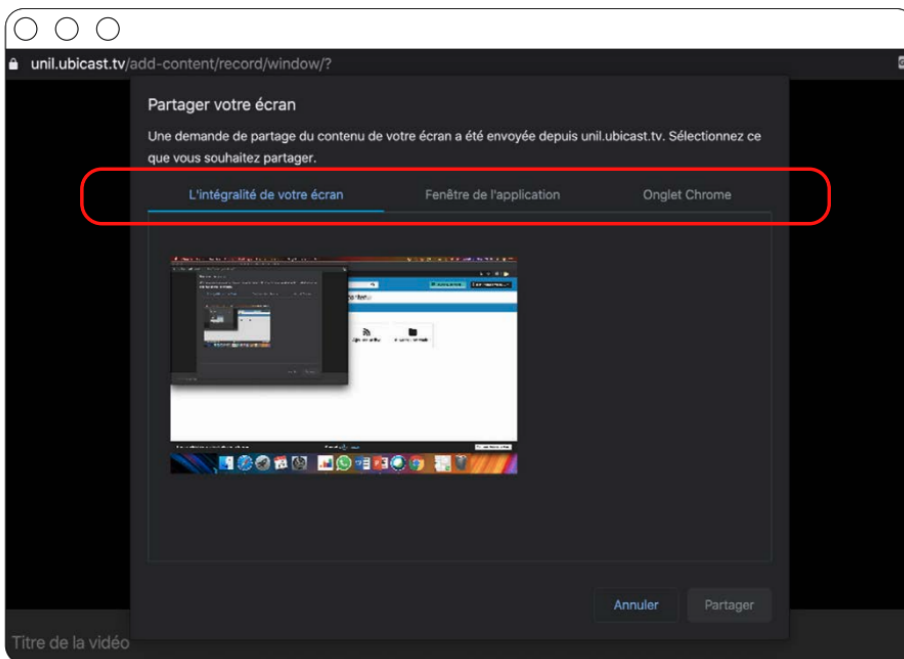 unil.ubicast.tv/add-content/record/window/?
Partager votre écran
Une demande de partage du contenu de votre écran a été envoyée depuis unil.ubicast.tv. Sélectionnez ce
que vous souhaitez partager.
L'intégralité de votre écran Fenêtre de l'application Onglet Chrome
Annuler Partager
Titre de la vidéo